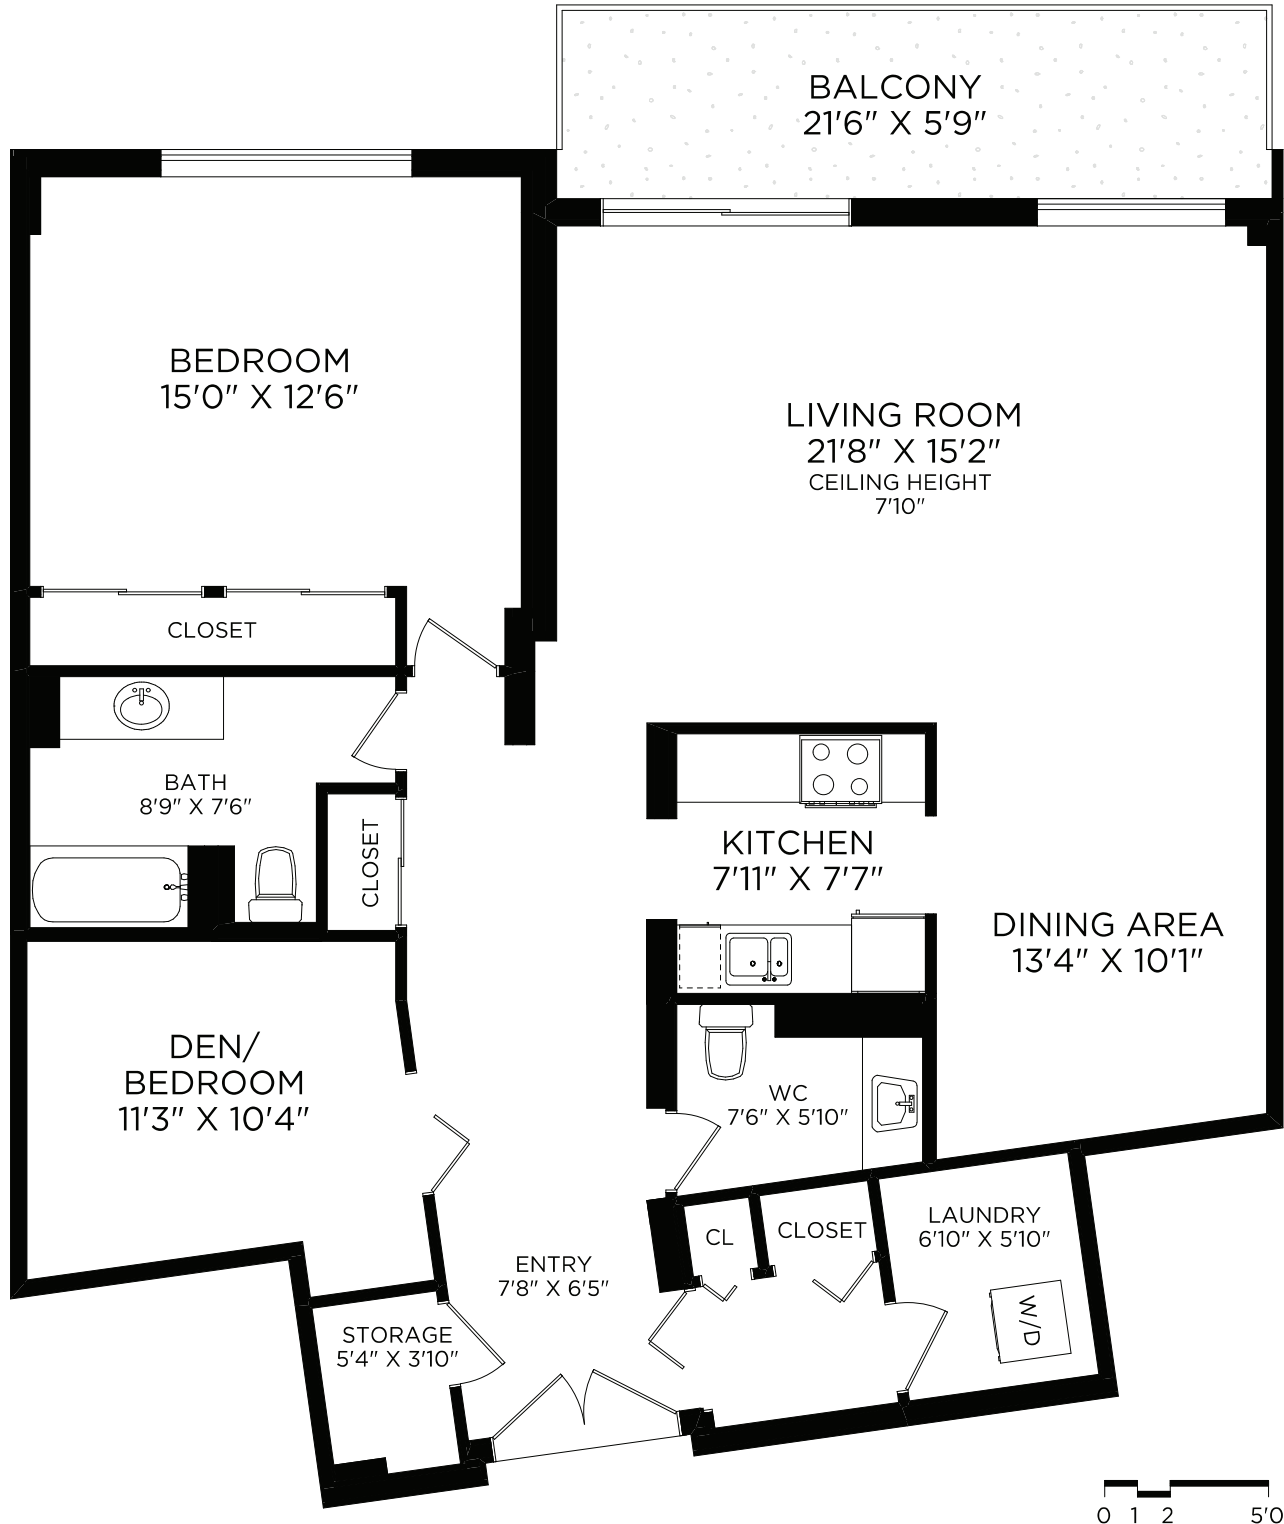 BALCONY
21'6" X 5'9"
BEDROOM
15'0" X 12'6"
LIVING ROOM
21'8" X 15'2"
CEILING HEIGHT
7'10"
CLOSET
BATH
8'9" X 7'6"
CLOSET
KITCHEN
7'11" X 7'7"
DINING AREA
13'4" X 10'1"
DEN/
BEDROOM
11'3" X 10'4"
WC
7'6" X 5'10"
CL
CLOSET
LAUNDRY
6'10" X 5'10"
W/D
ENTRY
7'8" X 6'5"
STORAGE
5'4" X 3'10"
0 1 2 5'0